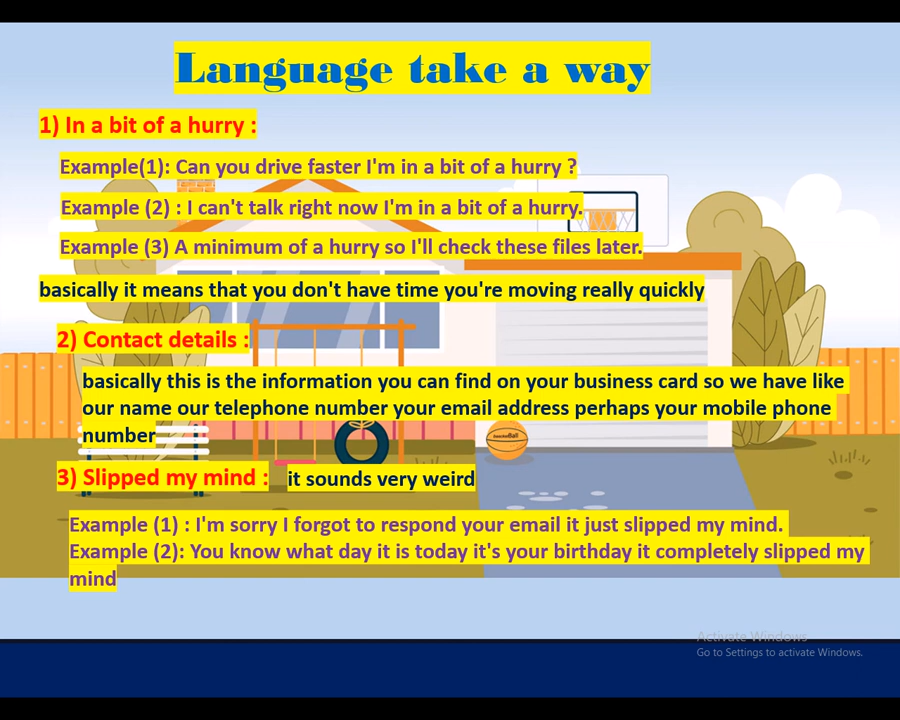 Language take a way
1) In a bit of a hurry :
Example(1): Can you drive faster I'm in a bit of a hurry ?
Example (2) : I can't talk right now I'm in a bit of a hurry.
Example (3) A minimum of a hurry so I'll check these files later.
basically it means that you don't have time you're moving really quickly
2) Contact details :
basically this is the information you can find on your business card so we have like
our name our telephone number your email address perhaps your mobile phone
number
3) Slipped my mind : it sounds very weird
Example (1) : I'm sorry I forgot to respond your email it just slipped my mind.
Example (2): You know what day it is today it's your birthday it completely slipped my
mind
Activate Windows
Go to Settings to activate Windows.